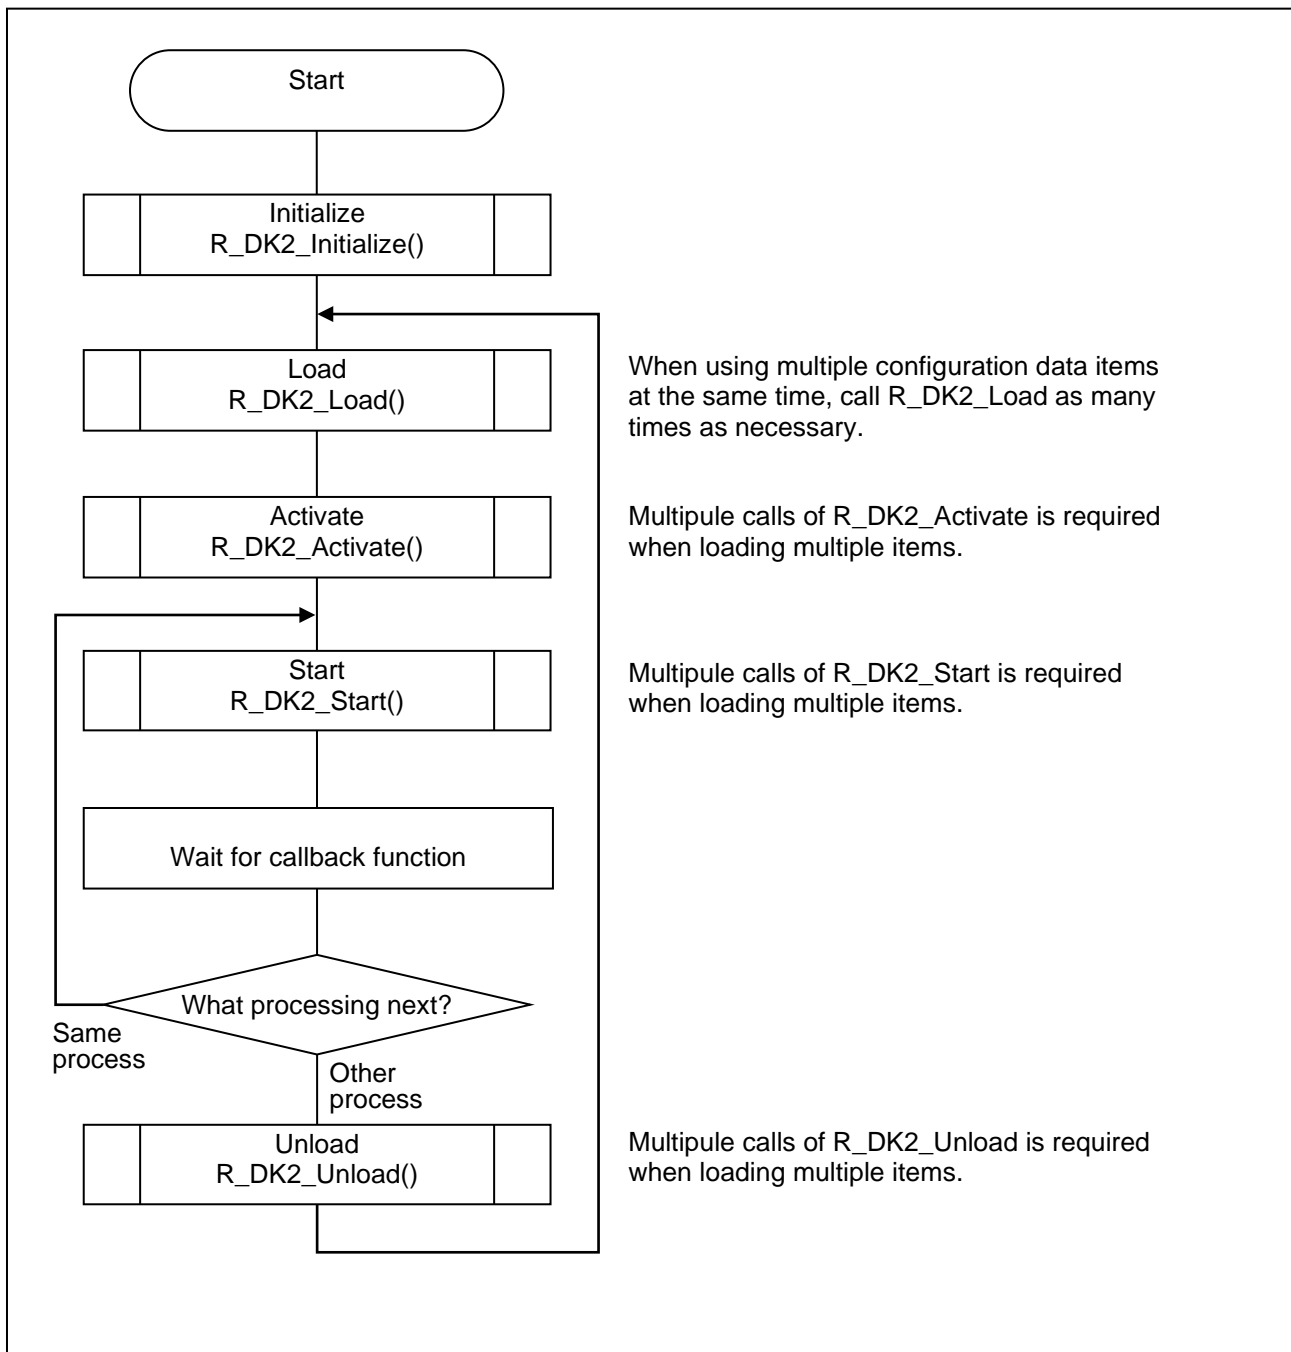 Start
Initialize
R_DK2_Initialize()
Load
R_DK2_Load()
When using multiple configuration data items
at the same time, call R_DK2_Load as many
times as necessary.
Activate
R_DK2_Activate()
Multipule calls of R_DK2_Activate is required
when loading multiple items.
Start
R_DK2_Start()
Multipule calls of R_DK2_Start is required
when loading multiple items.
Wait for callback function
What processing next?
Same
process
Other
process
Unload
R_DK2_Unload()
Multipule calls of R_DK2_Unload is required
when loading multiple items.